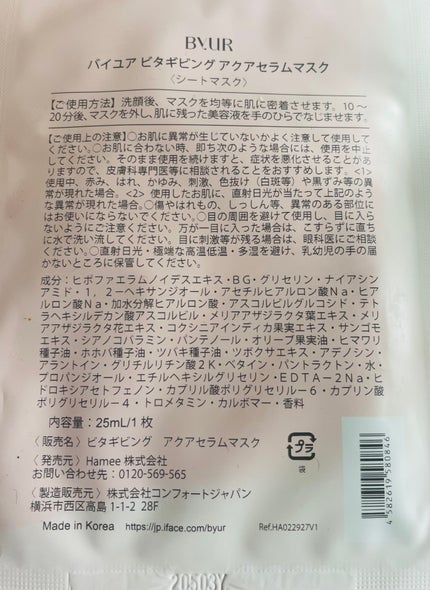 BYUR
バイユア ビタギビング アクアセラムマスク
〈シートマスク〉
【ご使用方法】洗顔後、マスクを均等に肌に密着させます。10〜
20分後、マスクを外し、肌に残った美容液を手のひらでなじませます。
【ご使用上の注意】○お肌に異常が生じていないかよく注意して使用して
ください。○お肌に合わない時、即ち次のような場合には、使用を中止
してください。そのまま使用を続けますと、症状を悪化させることがあ
りますので、皮膚科専門医等に相談されることをおすすめします。<1>
使用中、赤み、はれ、かゆみ、刺激、色抜け（白斑等）や黒ずみ等の異
常が現れた場合。<2> 使用したお肌に、直射日光が当たって上記のよう
な異常が現れた場合。○傷やはれもの、しっしん等、異常のある部位に
はお使いにならないでください。○目の周囲を避けて使用し、目に入ら
ないようにご注意ください。万が一目に入った場合は、こすらずに直ち
に水で洗い流してください。目に刺激等が残る場合は、眼科医にご相談
ください。○直射日光・極端な高温低温・多湿を避け、乳幼児の手の届
かないところに保管してください。
成分：ヒポファエラムノイデスエキス・BG・グリセリン・ナイアシン
アミド・1，2－ヘキサンジオール・アセチルヒアルロン酸Na・ヒア
ルロン酸Na・加水分解ヒアルロン酸・アスコルビルグルコシド・テト
ラヘキシルデカン酸アスコルビル・メリアアザジラクタ葉エキス・メリ
アアザジラクタ花エキス・コクシニアインディカ果実エキス・サンゴモ
エキス・シアノコバラミン・パンテノール・オリーブ果実油・ヒマワリ
種子油・ホホバ種子油・ツバキ種子油・ツボクサエキス・アデノシン・
アラントイン・グリチルリチン酸2K・ベタイン・パントラクトン・水・
プロパンジオール・エチルヘキシルグリセリン・EDTA－2Na・ヒ
ドロキシアセトフェノン・カプリル酸ポリグリセリル－6・カプリン酸
ポリグリセリル－4・トロメタミン・カルボマー・香料
内容量：25mL/1枚
〈販売名〉ビタギビング アクアセラムマスク
〈発売元〉Hamee 株式会社
お問い合わせ先：0120-569-565
プラ
袋
〈製造販売元〉株式会社コンフォートジャパン
横浜市西区高島 1-1-2 28F
Made in Korea https://jp.iface.com/byur Ref.HA022927V1
4 582619 580846
20503Y